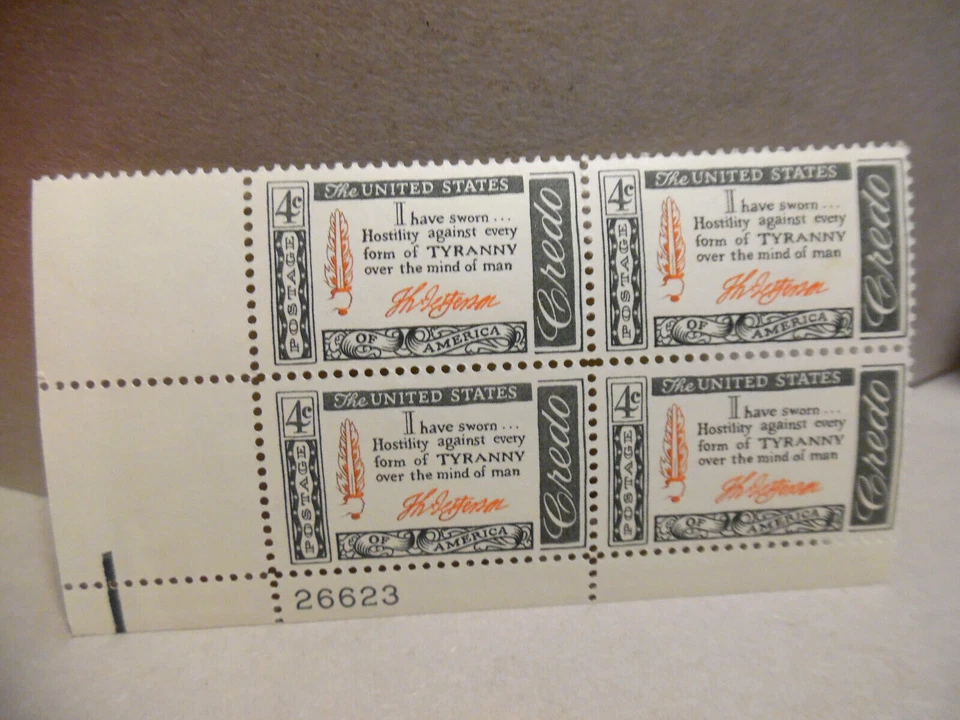 4c
The UNITED STATES
I have sworn ...
Hostility against every
form of TYRANNY
over the mind of man
Th Jefferson
POSTAGE
OF AMERICA
Credo
4c
The UNITED STATES
I have sworn ...
Hostility against every
form of TYRANNY
over the mind of man
Th Jefferson
POSTAGE
OF AMERICA
Credo
4c
The UNITED STATES
I have sworn ...
Hostility against every
form of TYRANNY
over the mind of man
Th Jefferson
POSTAGE
OF AMERICA
Credo
4c
The UNITED STATES
I have sworn ...
Hostility against every
form of TYRANNY
over the mind of man
Th Jefferson
POSTAGE
OF AMERICA
Credo
26623